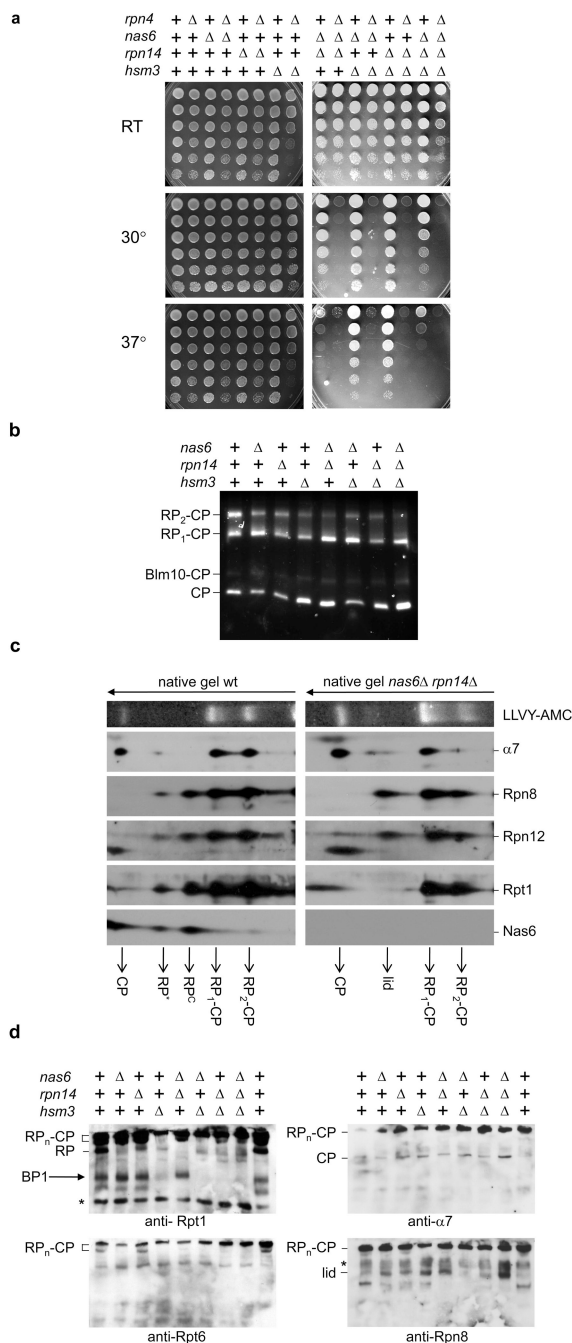 a
rpn4 + Δ + Δ + Δ + Δ + Δ + Δ + Δ + Δ
nas6 + + Δ Δ + + + + Δ Δ Δ Δ + + Δ Δ
rpn14 + + + + Δ Δ + + Δ Δ + + Δ Δ Δ Δ
hsm3 + + + + + + Δ Δ + + Δ Δ Δ Δ Δ Δ
RT
30°
37°
b
nas6 + Δ + + Δ Δ + Δ
rpn14 + + Δ + Δ + Δ Δ
hsm3 + + + Δ + Δ Δ Δ
RP₂-CP
RP₁-CP
Blm10-CP
CP
c
native gel wt
native gel nas6Δ rpn14Δ
LLVY-AMC
α7
Rpn8
Rpn12
Rpt1
Nas6
CP
RP*
RPᶜ
RP₁-CP
RP₂-CP
CP
lid
RP₁-CP
RP₂-CP
d
nas6 + Δ + + Δ Δ + Δ +
rpn14 + + Δ + Δ + Δ Δ +
hsm3 + + + Δ + Δ Δ Δ +
RPₙ-CP
RP
BP1
*
anti- Rpt1
RPₙ-CP
anti-Rpt6
nas6 + Δ + + Δ Δ + Δ +
rpn14 + + Δ + Δ + Δ Δ +
hsm3 + + + Δ + Δ Δ Δ +
RPₙ-CP
CP
anti-α7
RPₙ-CP
*
lid
anti-Rpn8